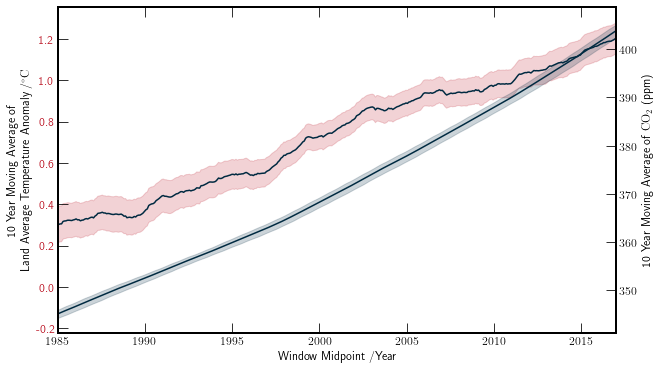 10 Year Moving Average of
Land Average Temperature Anomaly /°C
1.2
1.0
0.8
0.6
0.4
0.2
0.0
-0.2
400
390
380
370
360
350
10 Year Moving Average of CO₂ (ppm)
1985 1990 1995 2000 2005 2010 2015
Window Midpoint /Year